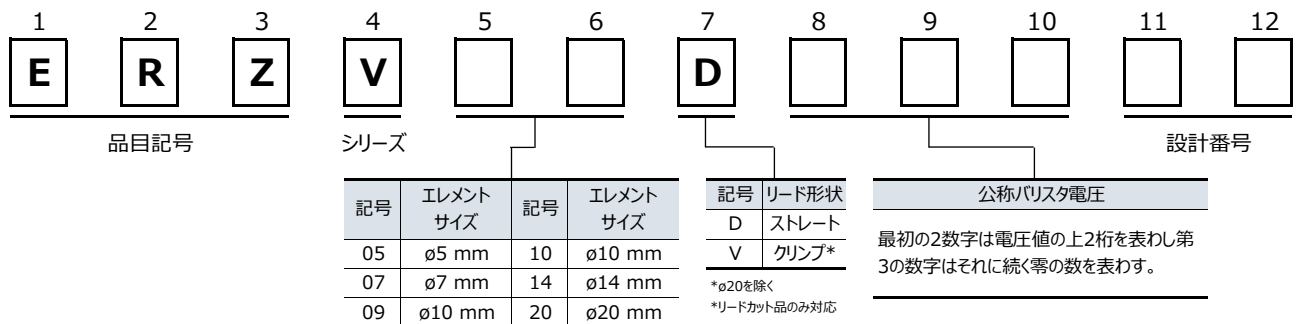 1 2 3 4 5 6 7 8 9 10 11 12
E R Z V D
品目記号 シリーズ 設計番号
記号 エレメントサイズ 記号 エレメントサイズ
05 ø5 mm 10 ø10 mm
07 ø7 mm 14 ø14 mm
09 ø10 mm 20 ø20 mm
記号 リード形状
D ストレート
V クリンプ*
*ø20を除く
*リードカット品のみ対応
公称バリスタ電圧
最初の2数字は電圧値の上2桁を表わし第
3の数字はそれに続く零の数を表わす。